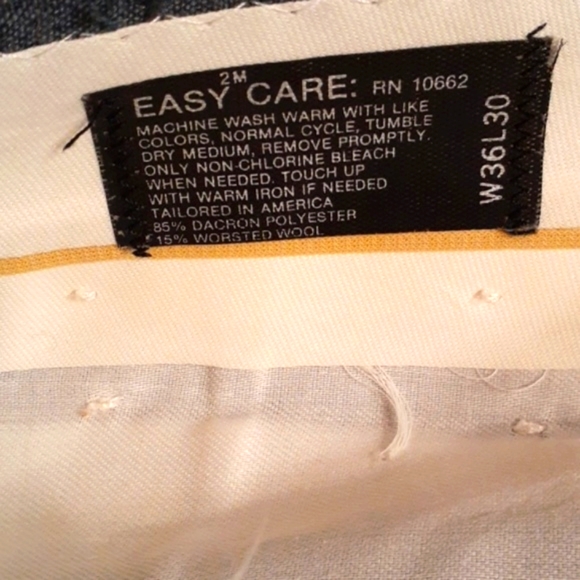 2M
EASY CARE: RN 10662
MACHINE WASH WARM WITH LIKE
COLORS, NORMAL CYCLE, TUMBLE
DRY MEDIUM, REMOVE PROMPTLY.
ONLY NON-CHLORINE BLEACH
WHEN NEEDED. TOUCH UP
WITH WARM IRON IF NEEDED
TAILORED IN AMERICA
85% DACRON POLYESTER
15% WORSTED WOOL
W36L30